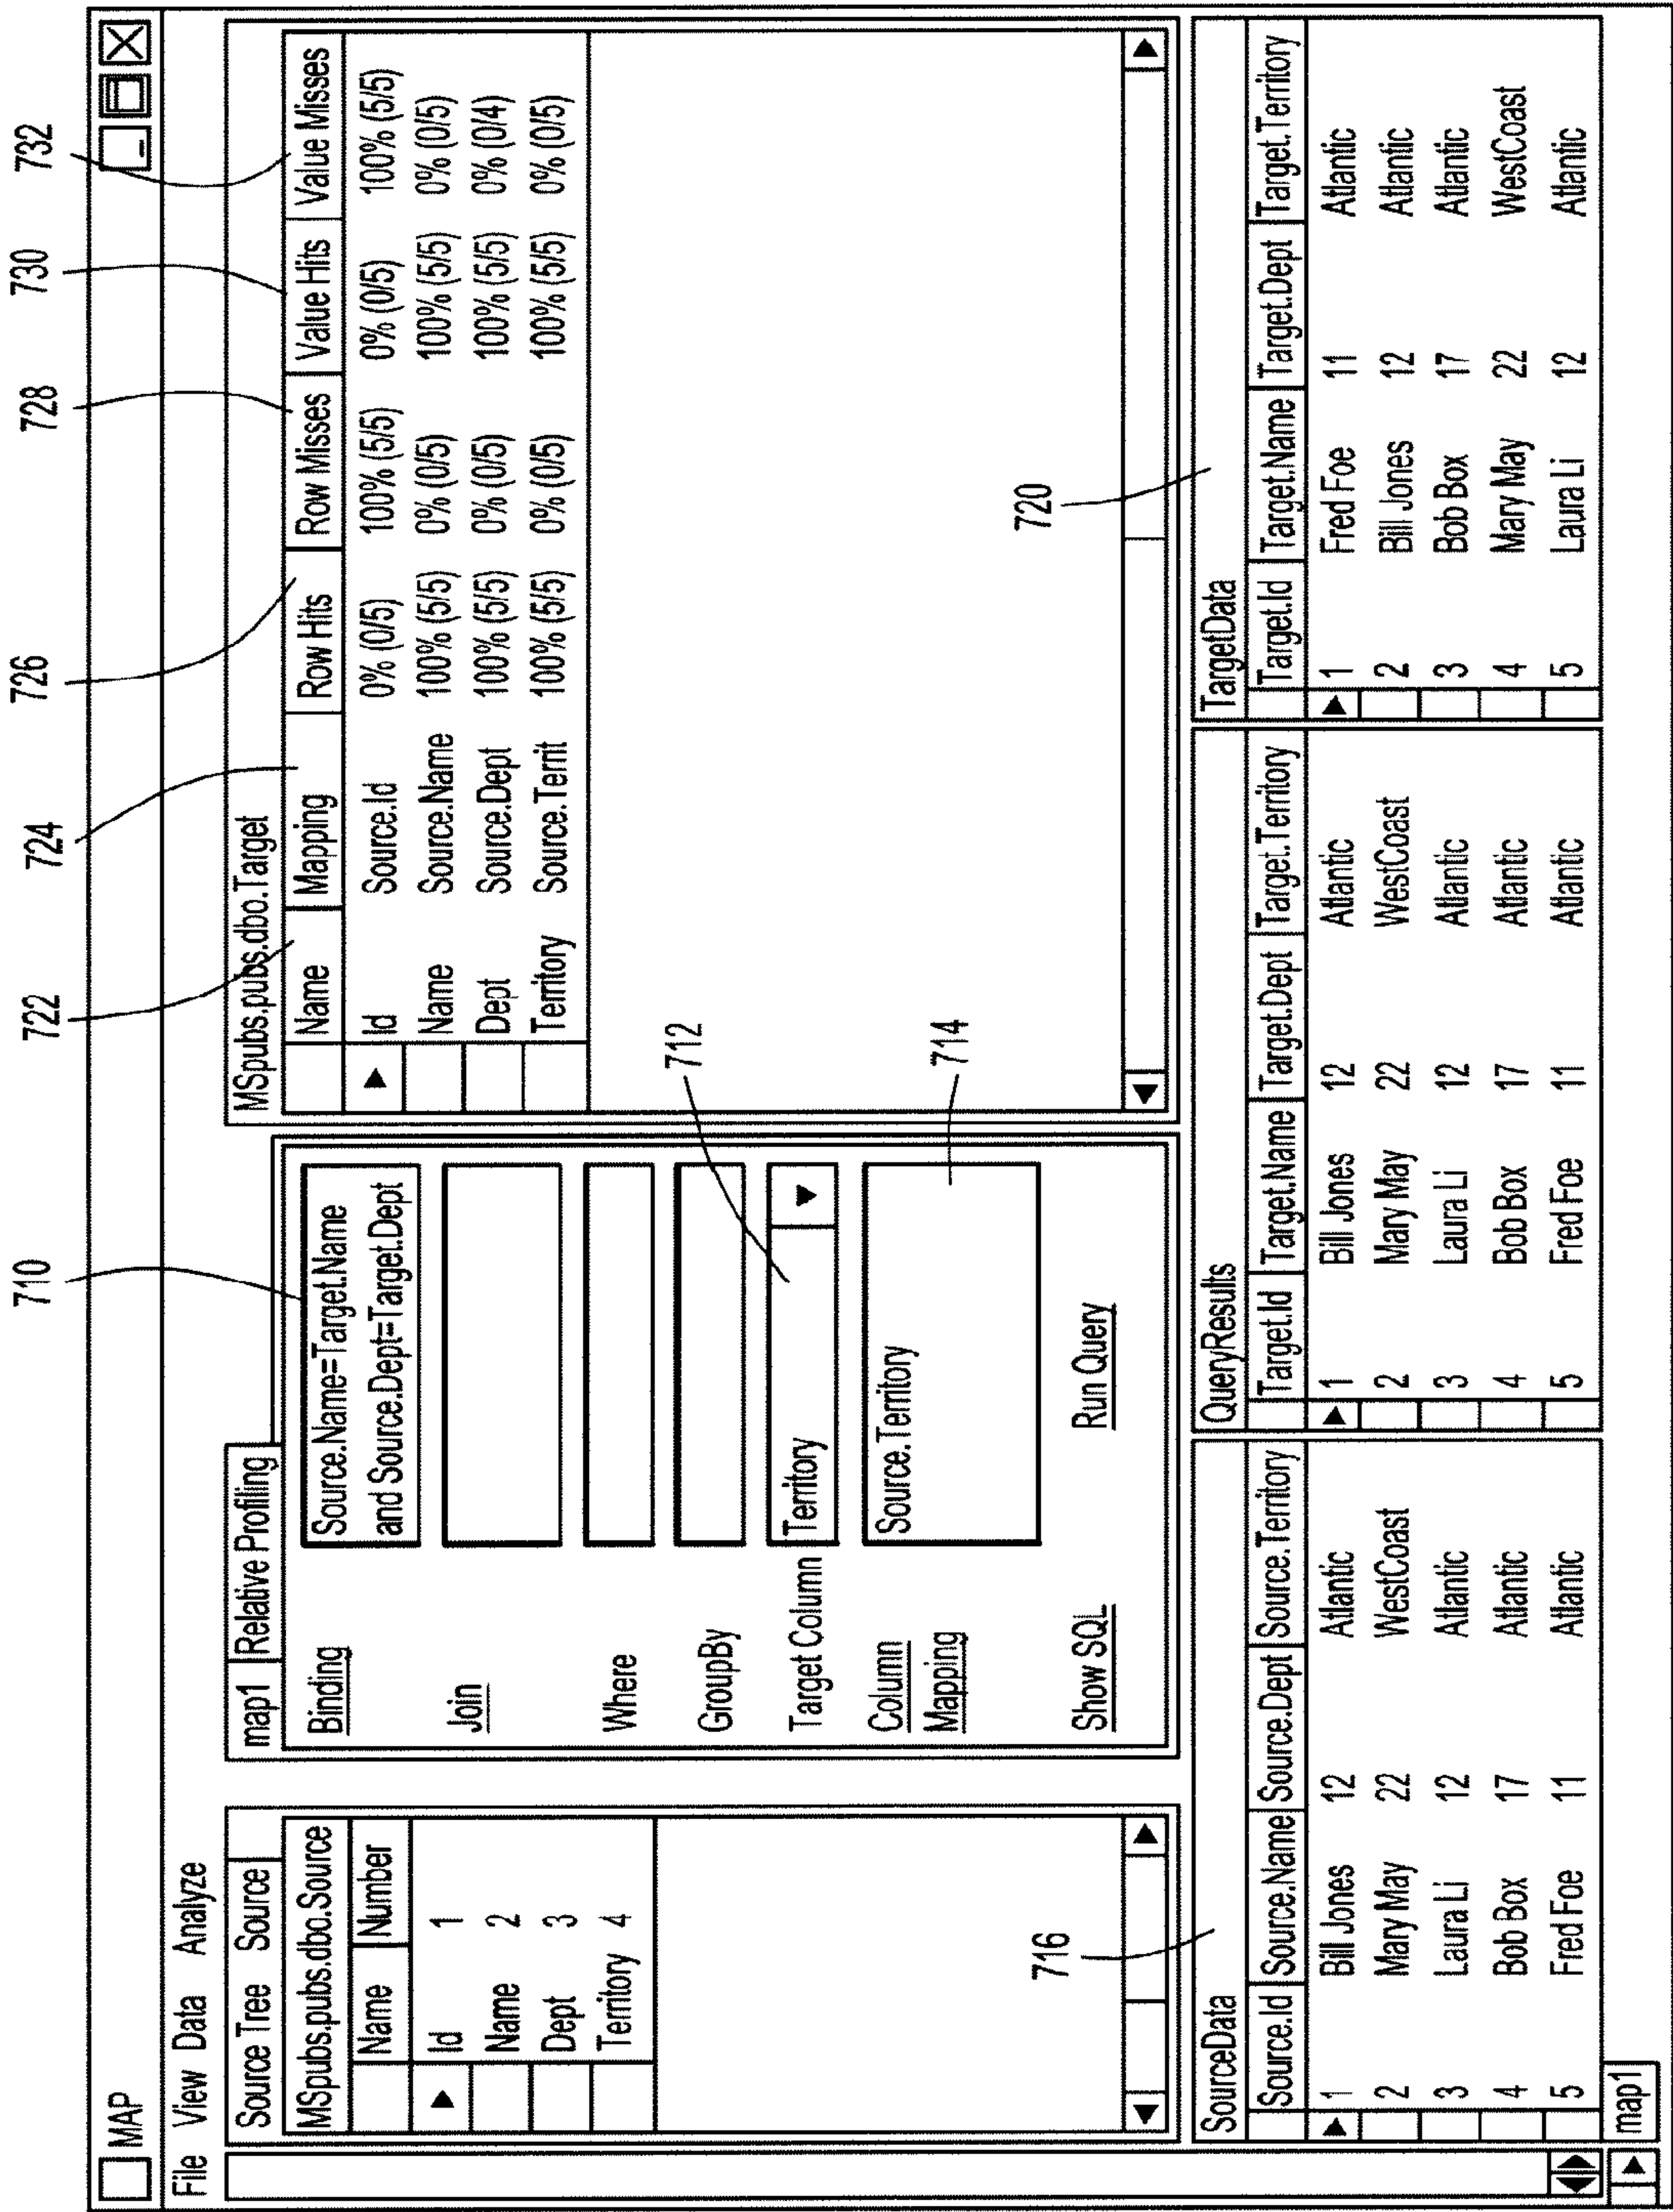 732
730
728
726
724
722
710
MAP
File View Data Analyze
Source Tree Source
MSpubs.pubs.dbo.Source
Name Number
Id 1
Name 2
Dept 3
Territory 4
map1 Relative Profiling
Binding Source.Name=Target.Name
and Source.Dept=Target.Dept
Join
Where
GroupBy
Target Column Territory
Column
Mapping
Source.Territory
Show SQL Run Query
712
714
MSpubs.pubs.dbo.Target
Name Mapping Row Hits Row Misses Value Hits Value Misses
Id Source.Id 0% (0/5) 100% (5/5) 0% (0/5) 100% (5/5)
Name Source.Name 100% (5/5) 0% (0/5) 100% (5/5) 0% (0/5)
Dept Source.Dept 100% (5/5) 0% (0/5) 100% (5/5) 0% (0/4)
Territory Source.Territ 100% (5/5) 0% (0/5) 100% (5/5) 0% (0/5)
716
720
SourceData
Source.Id Source.Name Source.Dept Source.Territory
1 Bill Jones 12 Atlantic
2 Mary May 22 WestCoast
3 Laura Li 12 Atlantic
4 Bob Box 17 Atlantic
5 Fred Foe 11 Atlantic
QueryResults
Target.Id Target.Name Target.Dept Target.Territory
1 Bill Jones 12 Atlantic
2 Mary May 22 WestCoast
3 Laura Li 12 Atlantic
4 Bob Box 17 Atlantic
5 Fred Foe 11 Atlantic
TargetData
Target.Id Target.Name Target.Dept Target.Territory
1 Fred Foe 11 Atlantic
2 Bill Jones 12 Atlantic
3 Bob Box 17 Atlantic
4 Mary May 22 WestCoast
5 Laura Li 12 Atlantic
map1